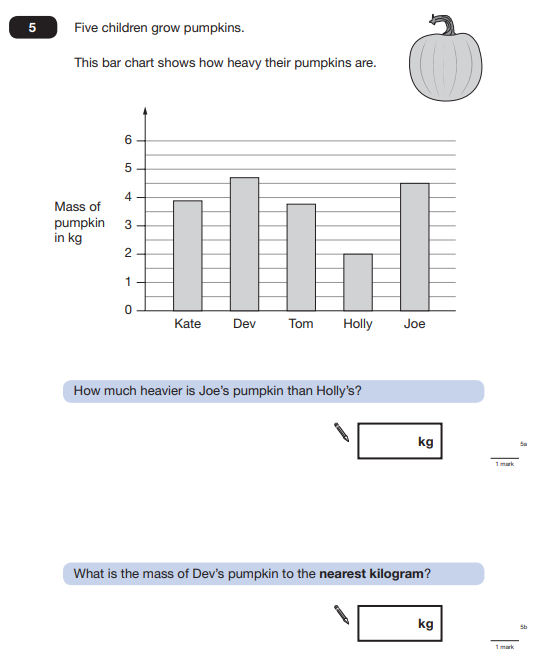 5
Five children grow pumpkins.
This bar chart shows how heavy their pumpkins are.
6
5
4
3
2
1
0
Mass of
pumpkin
in kg
Kate Dev Tom Holly Joe
How much heavier is Joe’s pumpkin than Holly’s?
kg
5a
1 mark
What is the mass of Dev’s pumpkin to the nearest kilogram?
kg
5b
1 mark